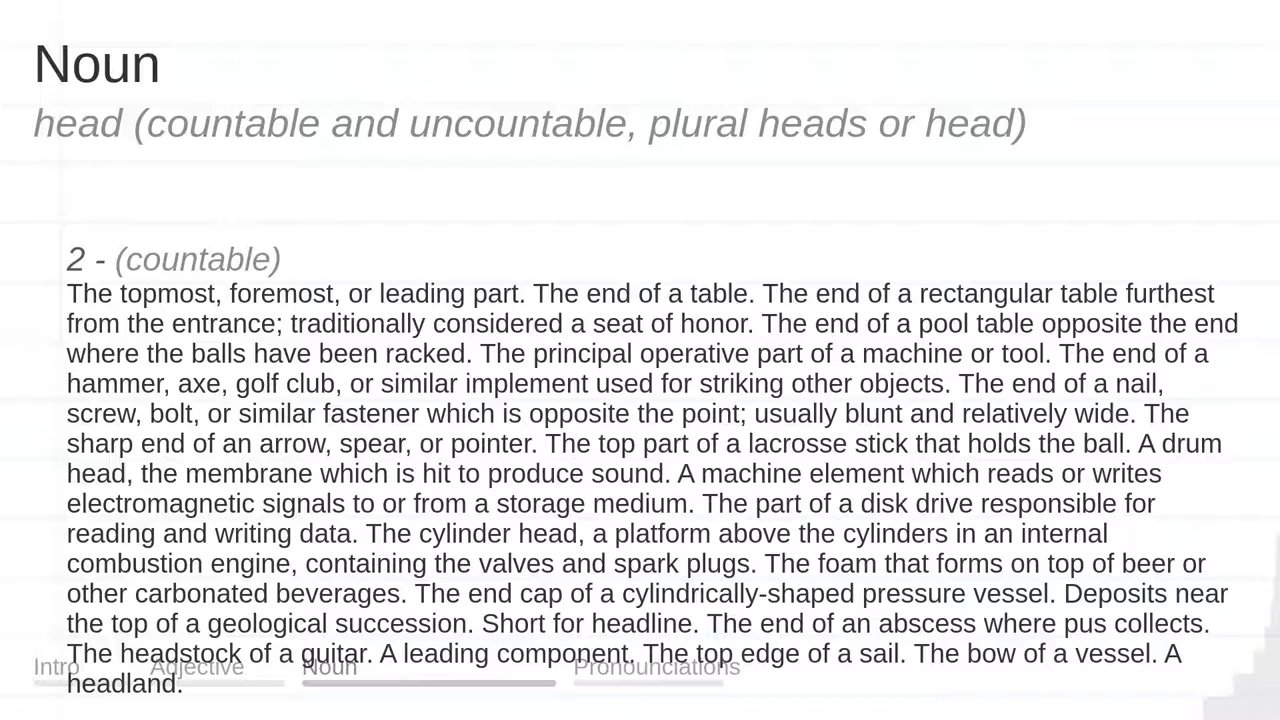 Noun
head (countable and uncountable, plural heads or head)
2 - (countable)
The topmost, foremost, or leading part. The end of a table. The end of a rectangular table furthest
from the entrance; traditionally considered a seat of honor. The end of a pool table opposite the end
where the balls have been racked. The principal operative part of a machine or tool. The end of a
hammer, axe, golf club, or similar implement used for striking other objects. The end of a nail,
screw, bolt, or similar fastener which is opposite the point; usually blunt and relatively wide. The
sharp end of an arrow, spear, or pointer. The top part of a lacrosse stick that holds the ball. A drum
head, the membrane which is hit to produce sound. A machine element which reads or writes
electromagnetic signals to or from a storage medium. The part of a disk drive responsible for
reading and writing data. The cylinder head, a platform above the cylinders in an internal
combustion engine, containing the valves and spark plugs. The foam that forms on top of beer or
other carbonated beverages. The end cap of a cylindrically-shaped pressure vessel. Deposits near
the top of a geological succession. Short for headline. The end of an abscess where pus collects.
The headstock of a guitar. A leading component. The top edge of a sail. The bow of a vessel. A
headland.
Intro Adjective Noun Pronounciations